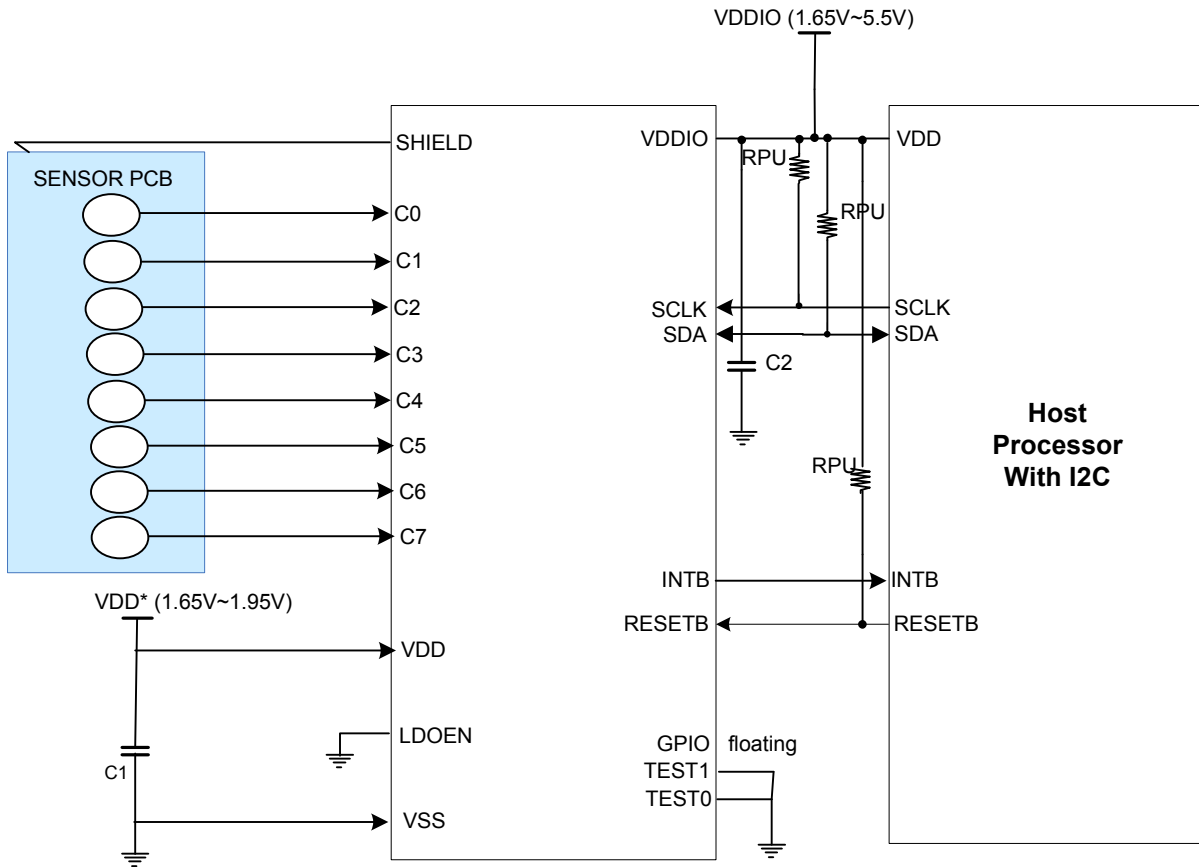 VDDIO (1.65V~5.5V)
SHIELD
VDDIO
VDD
RPU
SENSOR PCB
C0
RPU
C1
C2
SCLK
SCLK
SDA
SDA
C3
C2
C4
Host
Processor
With I2C
C5
RPU
C6
C7
INTB
INTB
VDD* (1.65V~1.95V)
RESETB
RESETB
VDD
LDOEN
GPIO floating
C1
TEST1
TEST0
VSS